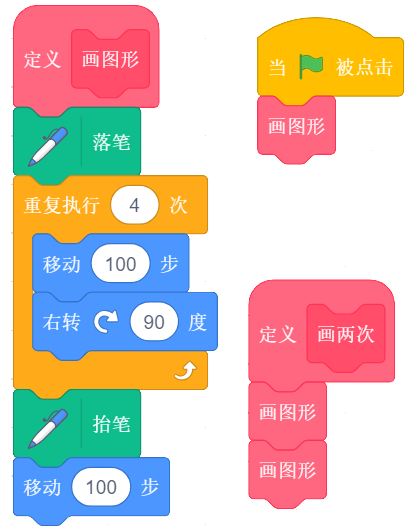 定义 画图形
落笔
重复执行 4 次
移动 100 步
右转 90 度
抬笔
移动 100 步
当 被点击
画图形
定义 画两次
画图形
画图形